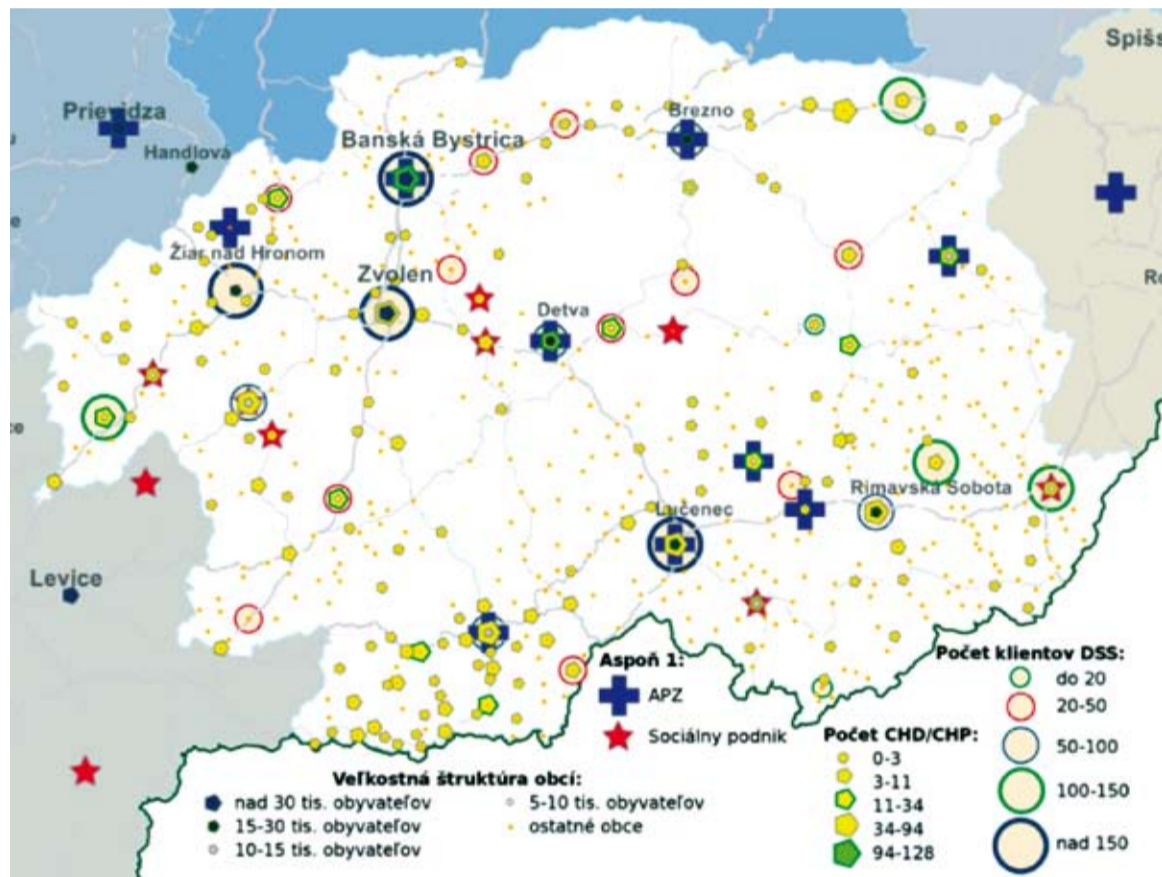 Spišs
Prievidza
Brezno
Banská Bystrica
Handlová
Žiar nad Hronom
Zvolen
Ro
Detva
Rimavská Sobota
Lučenec
Levice
Aspoň 1:
APZ
Sociálny podnik
Veľkostná štruktúra obcí:
nad 30 tis. obyvateľov
15-30 tis. obyvateľov
10-15 tis. obyvateľov
5-10 tis. obyvateľov
ostatné obce
Počet CHD/CHP:
0-3
3-11
11-34
34-94
94-128
Počet klientov DSS:
do 20
20-50
50-100
100-150
nad 150